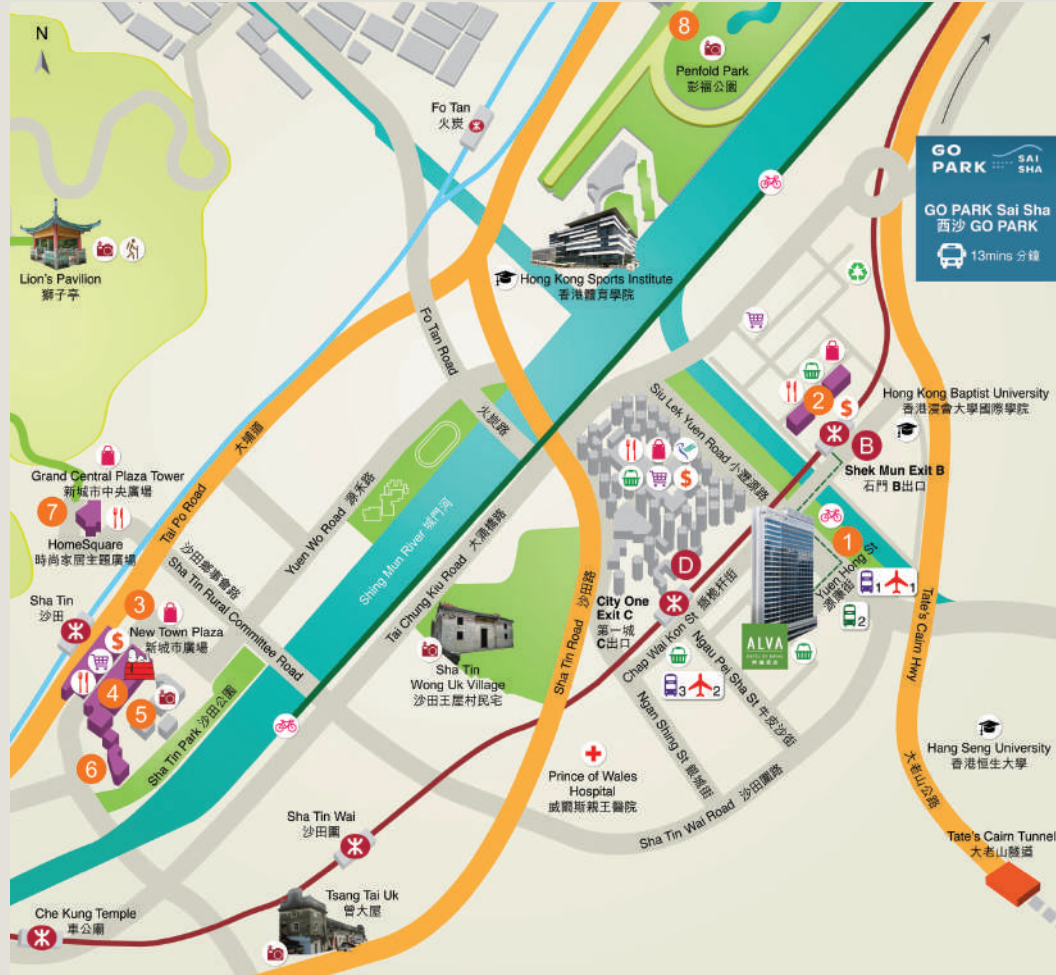 N
8
Penfold Park
彭福公園
Fo Tan
火炭
GO
PARK
SAI
SHA
GO PARK Sai Sha
西沙 GO PARK
13mins 分鐘
Lion's Pavilion
獅子亭
Hong Kong Sports Institute
香港體育學院
Fo Tan Road
火炭路
大埔道
Tai Po Road
Siu Lek Yuen Road 小瀝源路
2
$
Hong Kong Baptist University
香港浸會大學國際學院
B
Shek Mun Exit B
石門 B出口
Grand Central Plaza Tower
新城市中央廣場
7
HomeSquare
時尚家居主題廣場
Yuen Wo Road 源禾路
Shing Mun River 城門河
Tai Chung Kiu Road 大涌橋路
$
1
Yuen Hong St
源康街
1
1
2
D
City One
Exit C
第一城
C出口
Chap Wai Kon St 插桅杆街
Ngau Pei Sha St 牛皮沙街
ALVA
3
2
Ngan Shing St 銀城街
沙田鄉事會路
Sha Tin Rural Committee Road
Sha Tin
沙田
3
New Town Plaza
新城市廣場
$
4
5
6
Sha Tin Park 沙田公園
Sha Tin
Wong Uk Village
沙田王屋村民宅
Sha Tin Road 沙田路
Tate's Cairn Hwy
大老山公路
Hang Seng University
香港恒生大學
Prince of Wales
Hospital
威爾斯親王醫院
Sha Tin Wai Road 沙田圍路
Tate's Cairn Tunnel
大老山隧道
Sha Tin Wai
沙田圍
Tsang Tai Uk
曾大屋
Che Kung Temple
車公廟